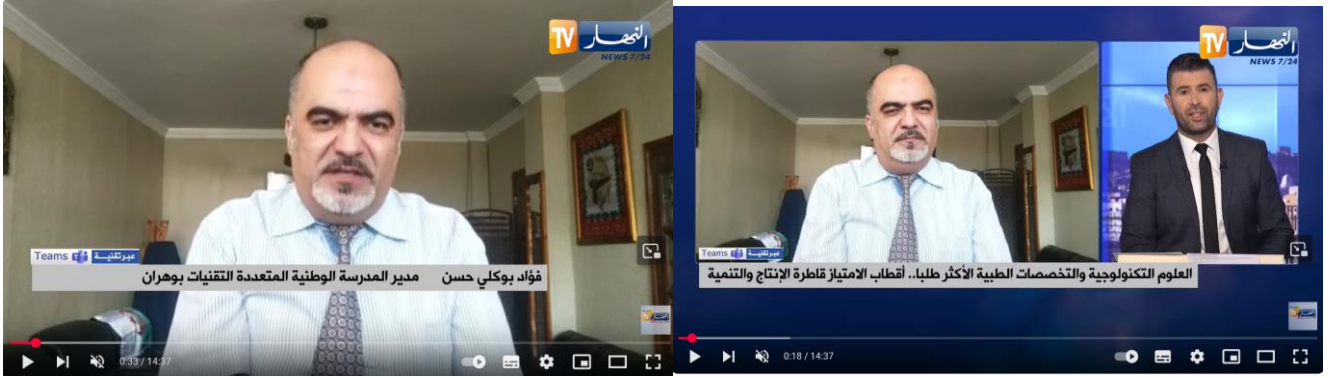 النهار TV
NEWS 7/24
عبر تقنية Teams
فؤاد بوكلي حسن مدير المدرسة الوطنية المتعددة التقنيات بوهران
0:33 / 14:37
النهار TV
NEWS 7/24
عبر تقنية Teams
العلوم التكنولوجية والتخصصات الطبية الأكثر طلبا.. أقطاب الامتياز قاطرة الإنتاج والتنمية
0:18 / 14:37